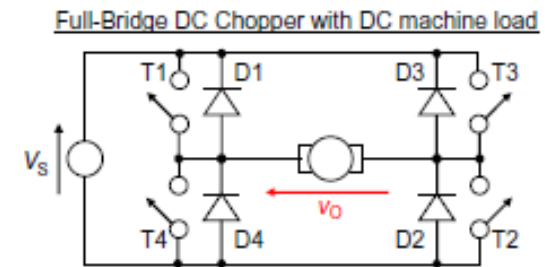 Full-Bridge DC Chopper with DC machine load
T1 D1 D3 T3
VS
vO
T4 D4 D2 T2